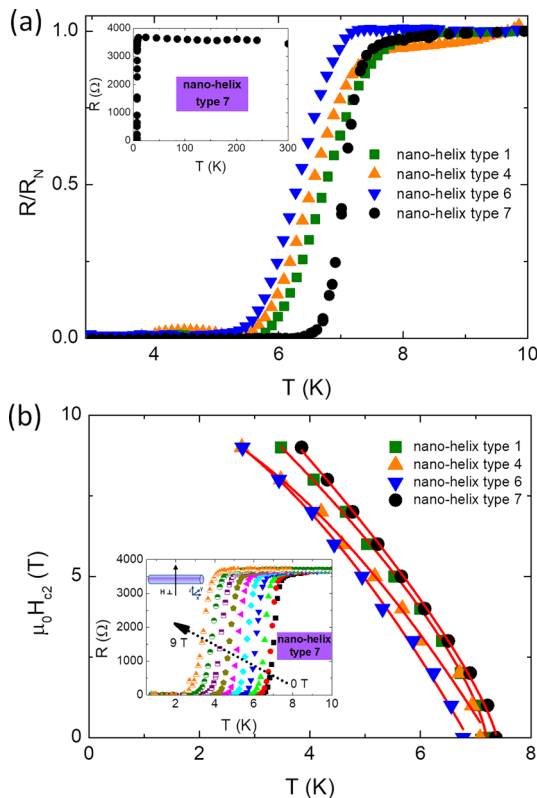 (a)
R/R_N
1.0
0.5
0.0
4
6
8
10
T (K)
R (Ω)
4000
3000
2000
1000
0
0
100
200
300
T (K)
nano-helix
type 7
nano-helix type 1
nano-helix type 4
nano-helix type 6
nano-helix type 7
(b)
μ₀H_c2 (T)
10
5
0
0
2
4
6
8
T (K)
nano-helix type 1
nano-helix type 4
nano-helix type 6
nano-helix type 7
R (Ω)
4000
3000
2000
1000
0
2
4
6
8
10
T (K)
H⊥
9 T
0 T
nano-helix
type 7